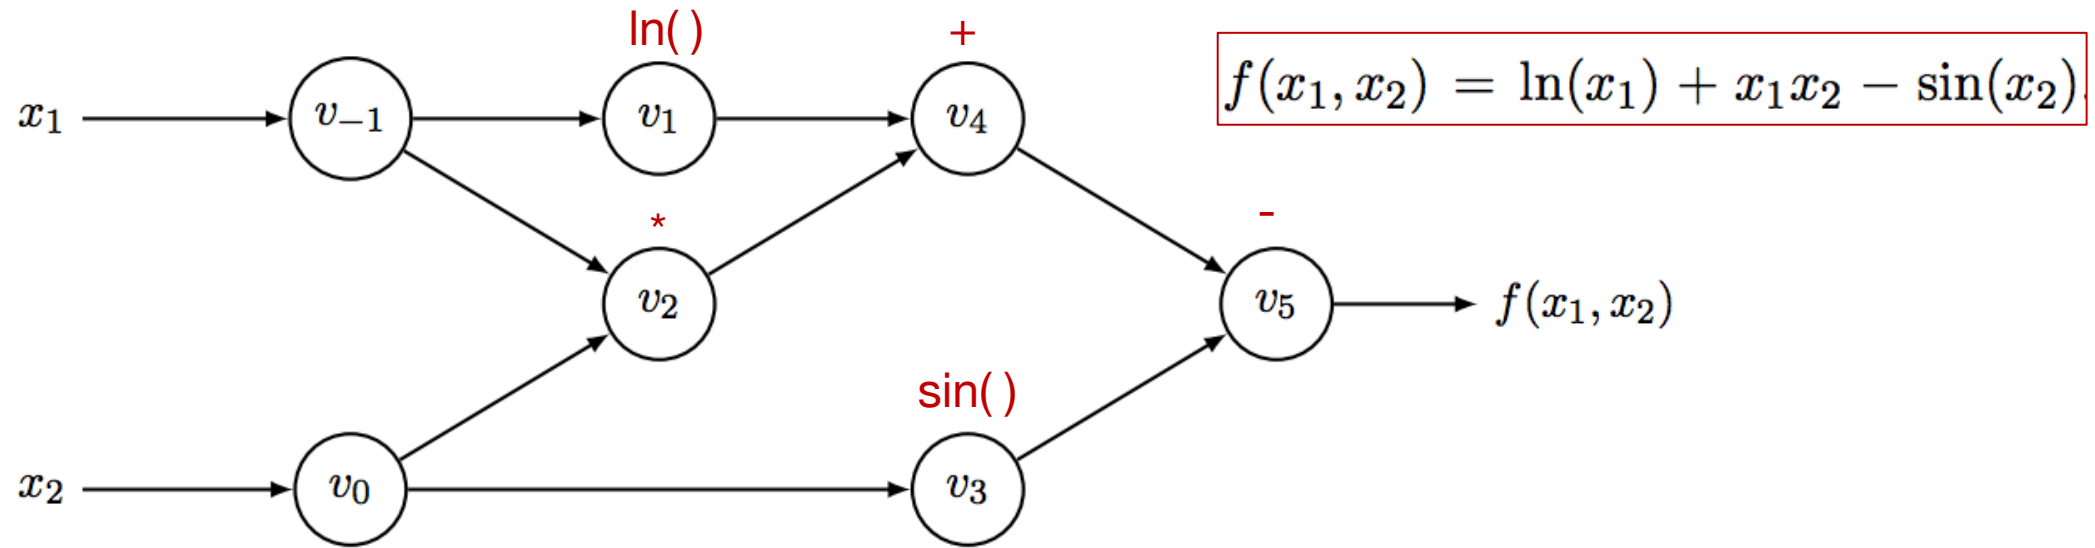 ln( )
+
f(x₁, x₂) = ln(x₁) + x₁x₂ − sin(x₂).
x₁
v₋₁
v₁
v₄
*
-
v₂
v₅
f(x₁, x₂)
sin( )
x₂
v₀
v₃